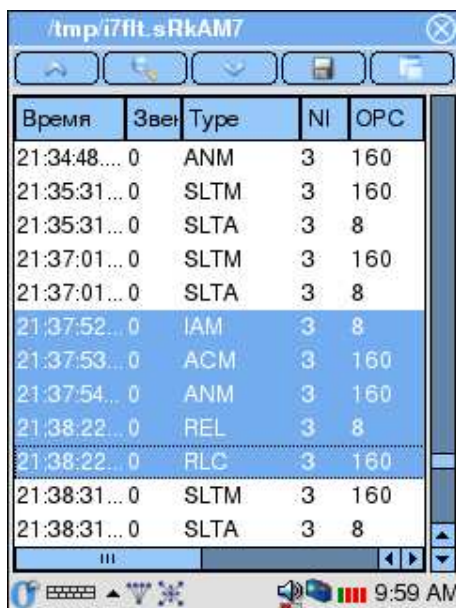 /tmp/i7flt.sRkAM7
Время Звен Type NI OPC
21:34:48.... 0 ANM 3 160
21:35:31... 0 SLTM 3 160
21:35:31... 0 SLTA 3 8
21:37:01... 0 SLTM 3 160
21:37:01... 0 SLTA 3 8
21:37:52... 0 IAM 3 8
21:37:53... 0 ACM 3 160
21:37:54... 0 ANM 3 160
21:38:22... 0 REL 3 8
21:38:22... 0 RLC 3 160
21:38:31... 0 SLTM 3 160
21:38:31... 0 SLTA 3 8
9:59 AM